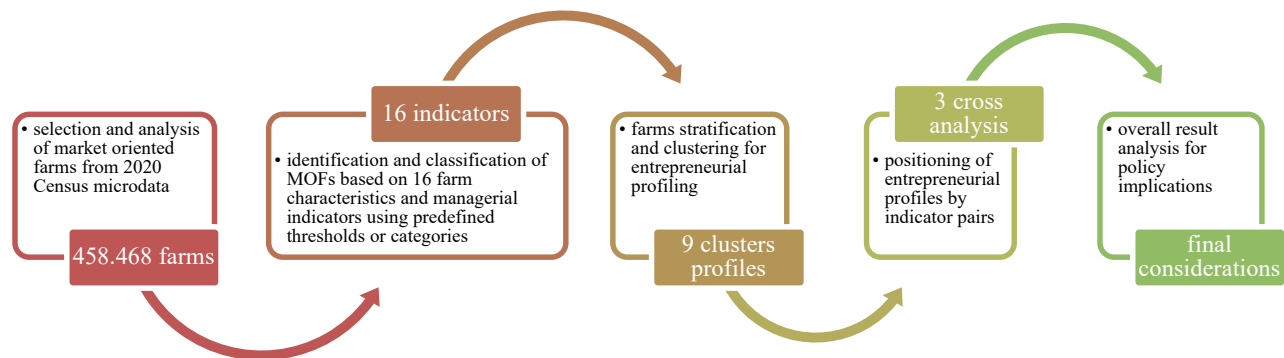 • selection and analysis
of market oriented
farms from 2020
Census microdata
458.468 farms
16 indicators
• identification and classification of
MOFs based on 16 farm
characteristics and managerial
indicators using predefined
thresholds or categories
• farms stratification
and clustering for
entrepreneurial
profiling
9 clusters
profiles
3 cross
analysis
• positioning of
entrepreneurial
profiles by
indicator pairs
• overall result
analysis for
policy
implications
final
considerations